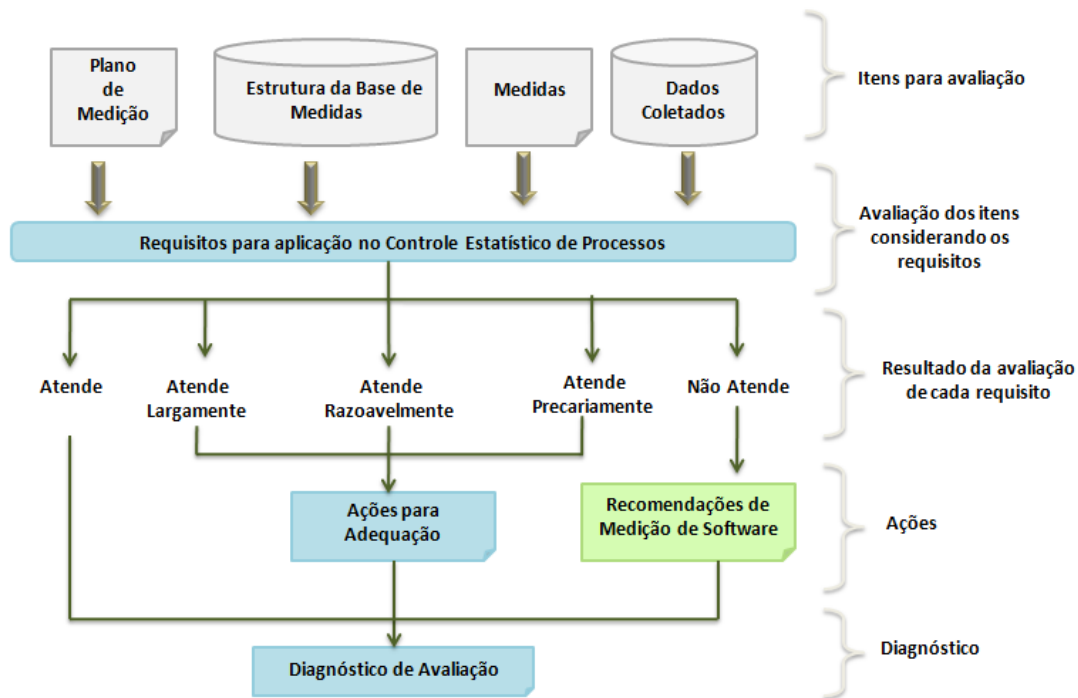 Plano
de
Medição
Estrutura da Base de
Medidas
Medidas
Dados
Coletados
Itens para avaliação
Requisitos para aplicação no Controle Estatístico de Processos
Avaliação dos itens
considerando os
requisitos
Atende
Atende
Largamente
Atende
Razoavelmente
Atende
Precariamente
Não Atende
Resultado da avaliação
de cada requisito
Ações para
Adequação
Recomendações de
Medição de Software
Ações
Diagnóstico de Avaliação
Diagnóstico